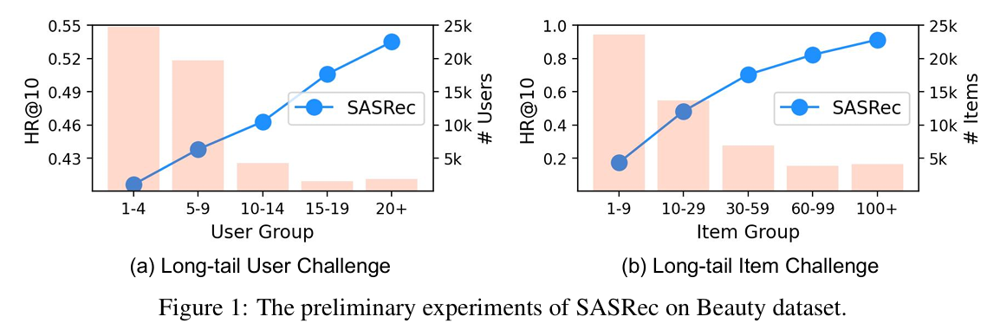 0.55
0.52
0.49
0.46
0.43
HR@10
25k
20k
15k
10k
5k
# Users
SASRec
1-4 5-9 10-14 15-19 20+
User Group
(a) Long-tail User Challenge
1.0
0.8
0.6
0.4
0.2
HR@10
25k
20k
15k
10k
5k
# Items
SASRec
1-9 10-29 30-59 60-99 100+
Item Group
(b) Long-tail Item Challenge
Figure 1: The preliminary experiments of SASRec on Beauty dataset.